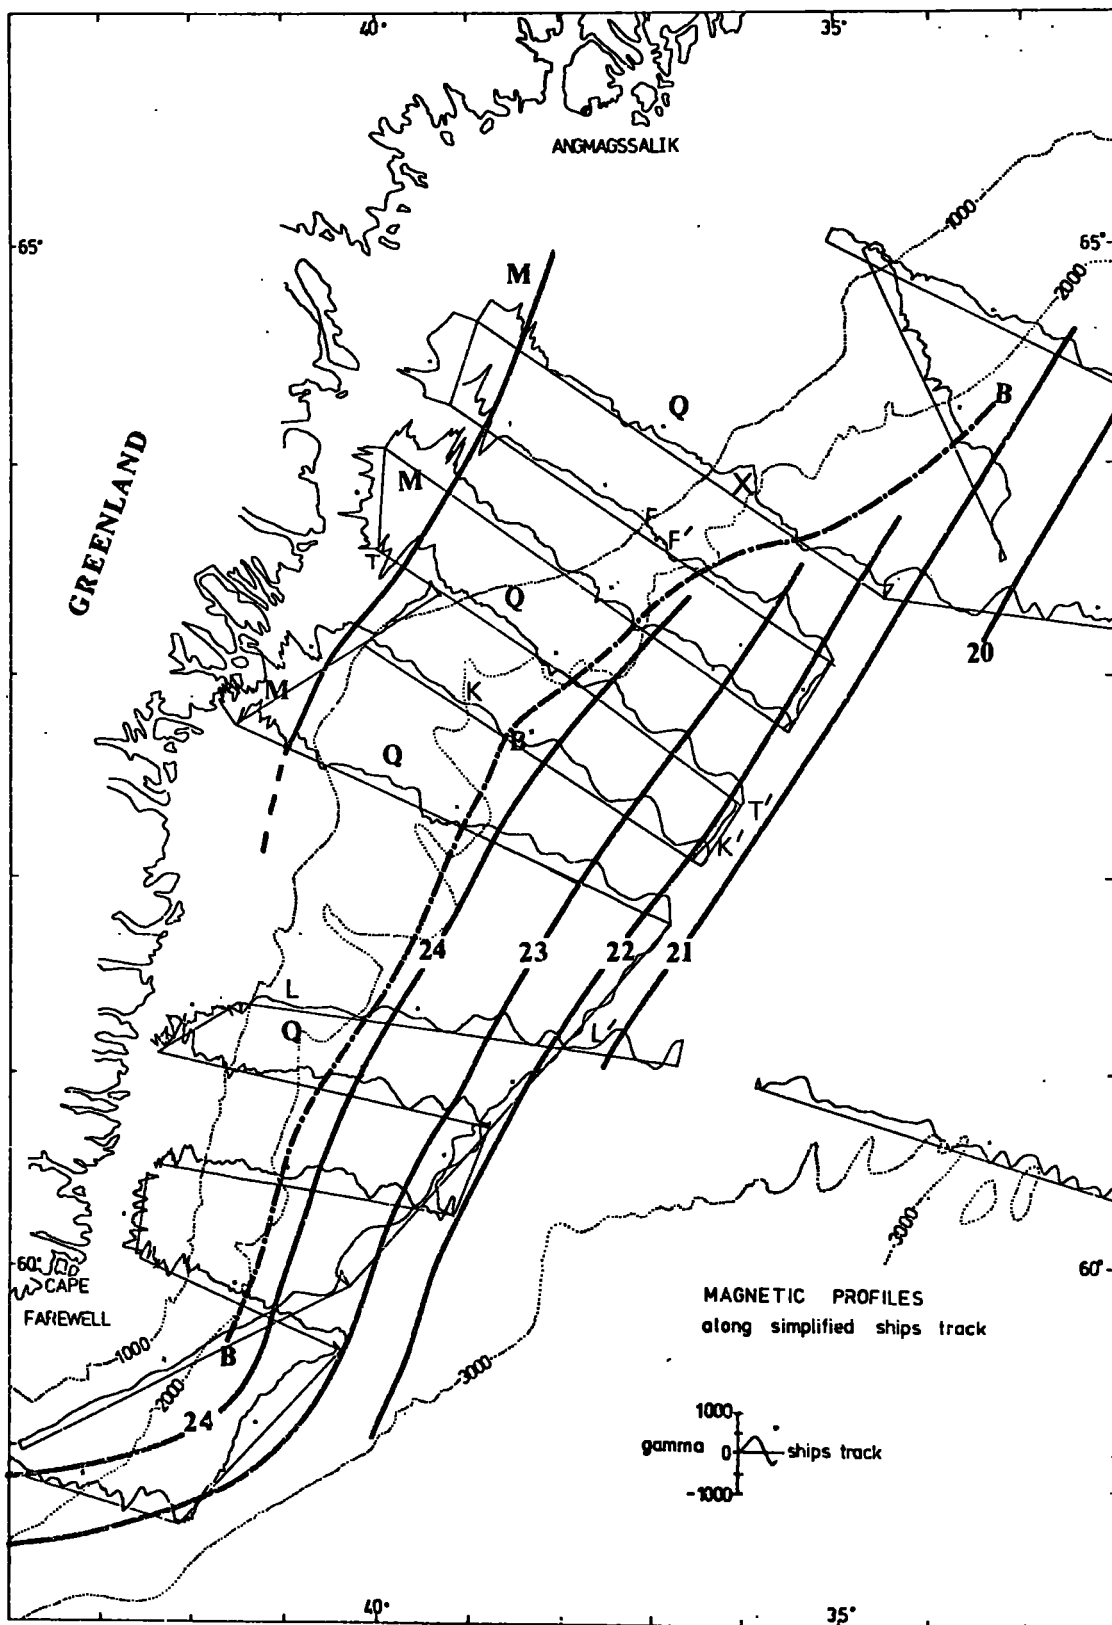 40°
35°
ANGMAGSSALIK
1000
65°
65°
2000
M
B
Q
GREENLAND
M
X
F
F'
T
Q
20
M
K
B
Q
T'
K'
24
23
22
21
L
Q
L'
3000
60°
60°
CAPE
FAREWELL
MAGNETIC PROFILES
along simplified ships track
1000
B
3000
2000
24
1000
gamma 0 ships track
-1000
40°
35°